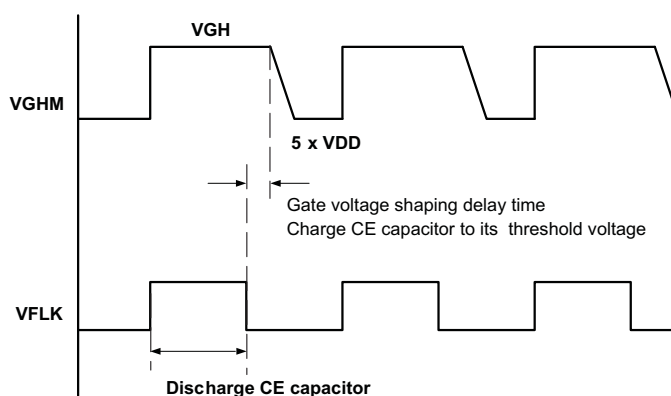 VGH
VGHM
5 x VDD
Gate voltage shaping delay time
Charge CE capacitor to its threshold voltage
VFLK
Discharge CE capacitor